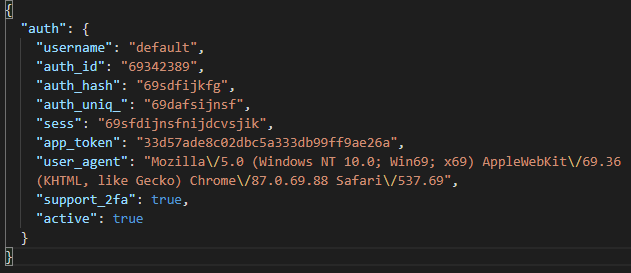 {
"auth": {
"username": "default",
"auth_id": "69342389",
"auth_hash": "69sdfijkfg",
"auth_uniq_": "69dafsijnsf",
"sess": "69sfdijnsfnijdcvsjik",
"app_token": "33d57ade8c02dbc5a333db99ff9ae26a",
"user_agent": "Mozilla\/5.0 (Windows NT 10.0; Win69; x69) AppleWebKit\/69.36
(KHTML, like Gecko) Chrome\/87.0.69.88 Safari\/537.69",
"support_2fa": true,
"active": true
}
}